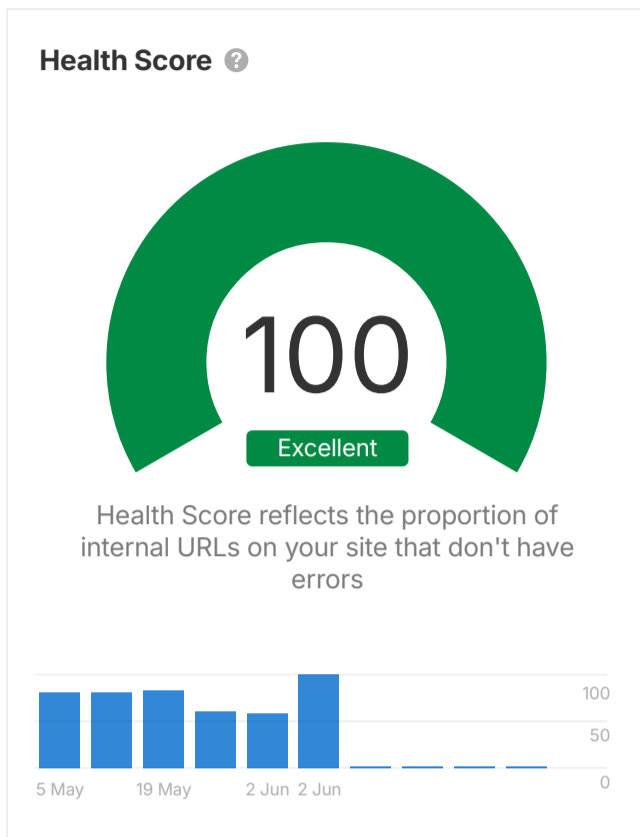 Health Score ?
100
Excellent
Health Score reflects the proportion of
internal URLs on your site that don't have
errors
100
50
0
5 May 19 May 2 Jun 2 Jun